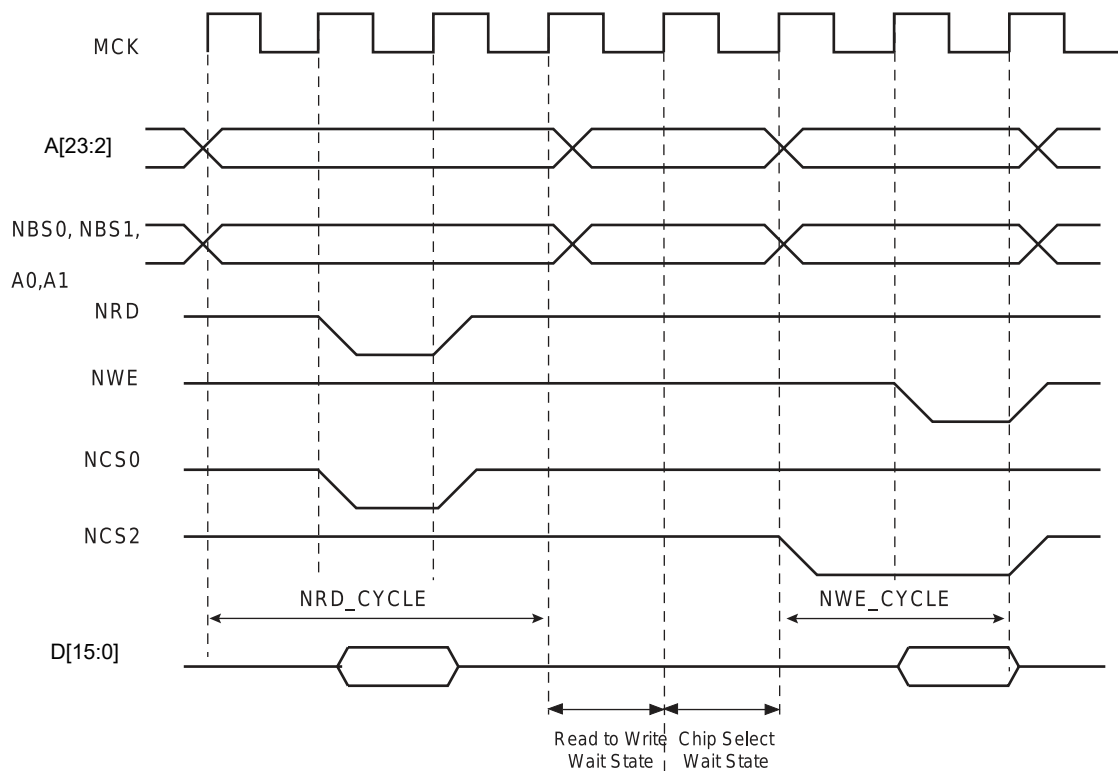 MCK
A[23:2]
NBS0, NBS1,
A0,A1
NRD
NWE
NCS0
NCS2
NRD_CYCLE
NWE_CYCLE
D[15:0]
Read to Write
Wait State
Chip Select
Wait State